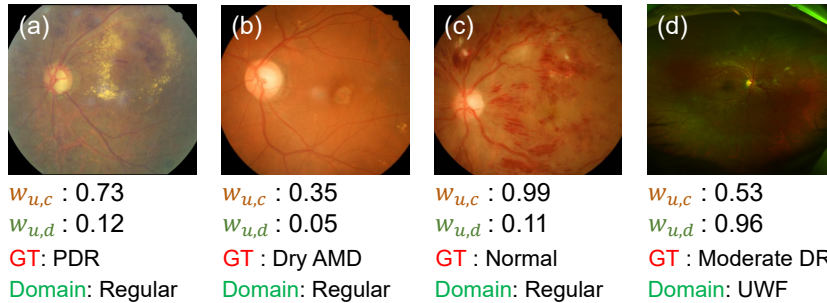 (a) (b) (c) (d)
w_{u,c} : 0.73 w_{u,c} : 0.35 w_{u,c} : 0.99 w_{u,c} : 0.53
w_{u,d} : 0.12 w_{u,d} : 0.05 w_{u,d} : 0.11 w_{u,d} : 0.96
GT: PDR GT : Dry AMD GT : Normal GT : Moderate DR
Domain: Regular Domain: Regular Domain: Regular Domain: UWF